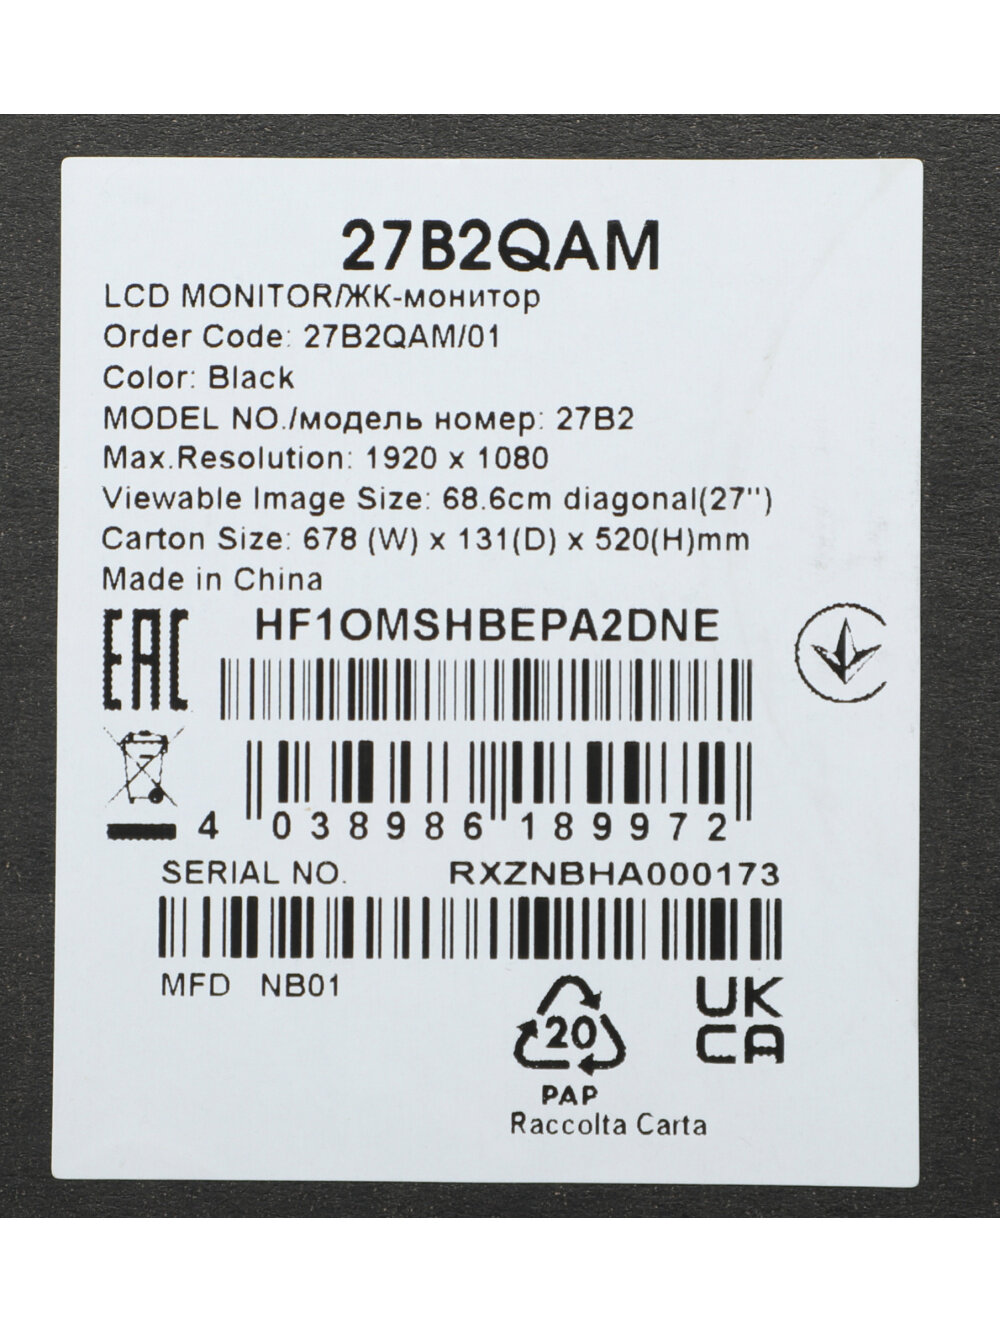 27B2QAM
LCD MONITOR/ЖК-монитор
Order Code: 27B2QAM/01
Color: Black
MODEL NO./модель номер: 27B2
Max.Resolution: 1920 x 1080
Viewable Image Size: 68.6cm diagonal(27")
Carton Size: 678 (W) x 131(D) x 520(H)mm
Made in China
EAC
HF1OMSHBEPA2DNE
4 038986 189972
SERIAL NO. RXZNBHA000173
MFD NB01
20
PAP
Raccolta Carta
UK
CA